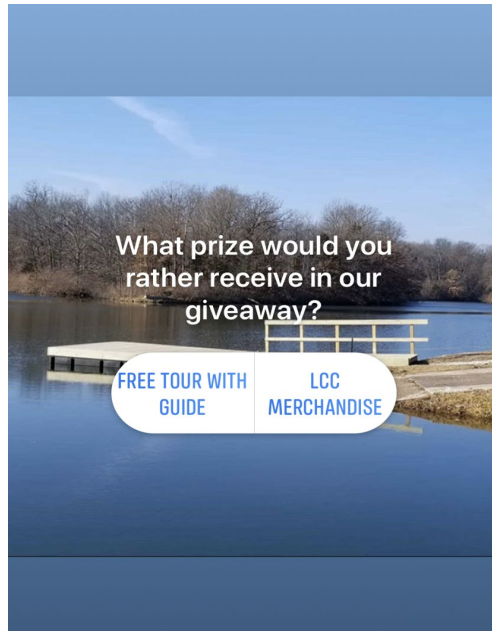 What prize would you
rather receive in our
giveaway?
FREE TOUR WITH
GUIDE
LCC
MERCHANDISE